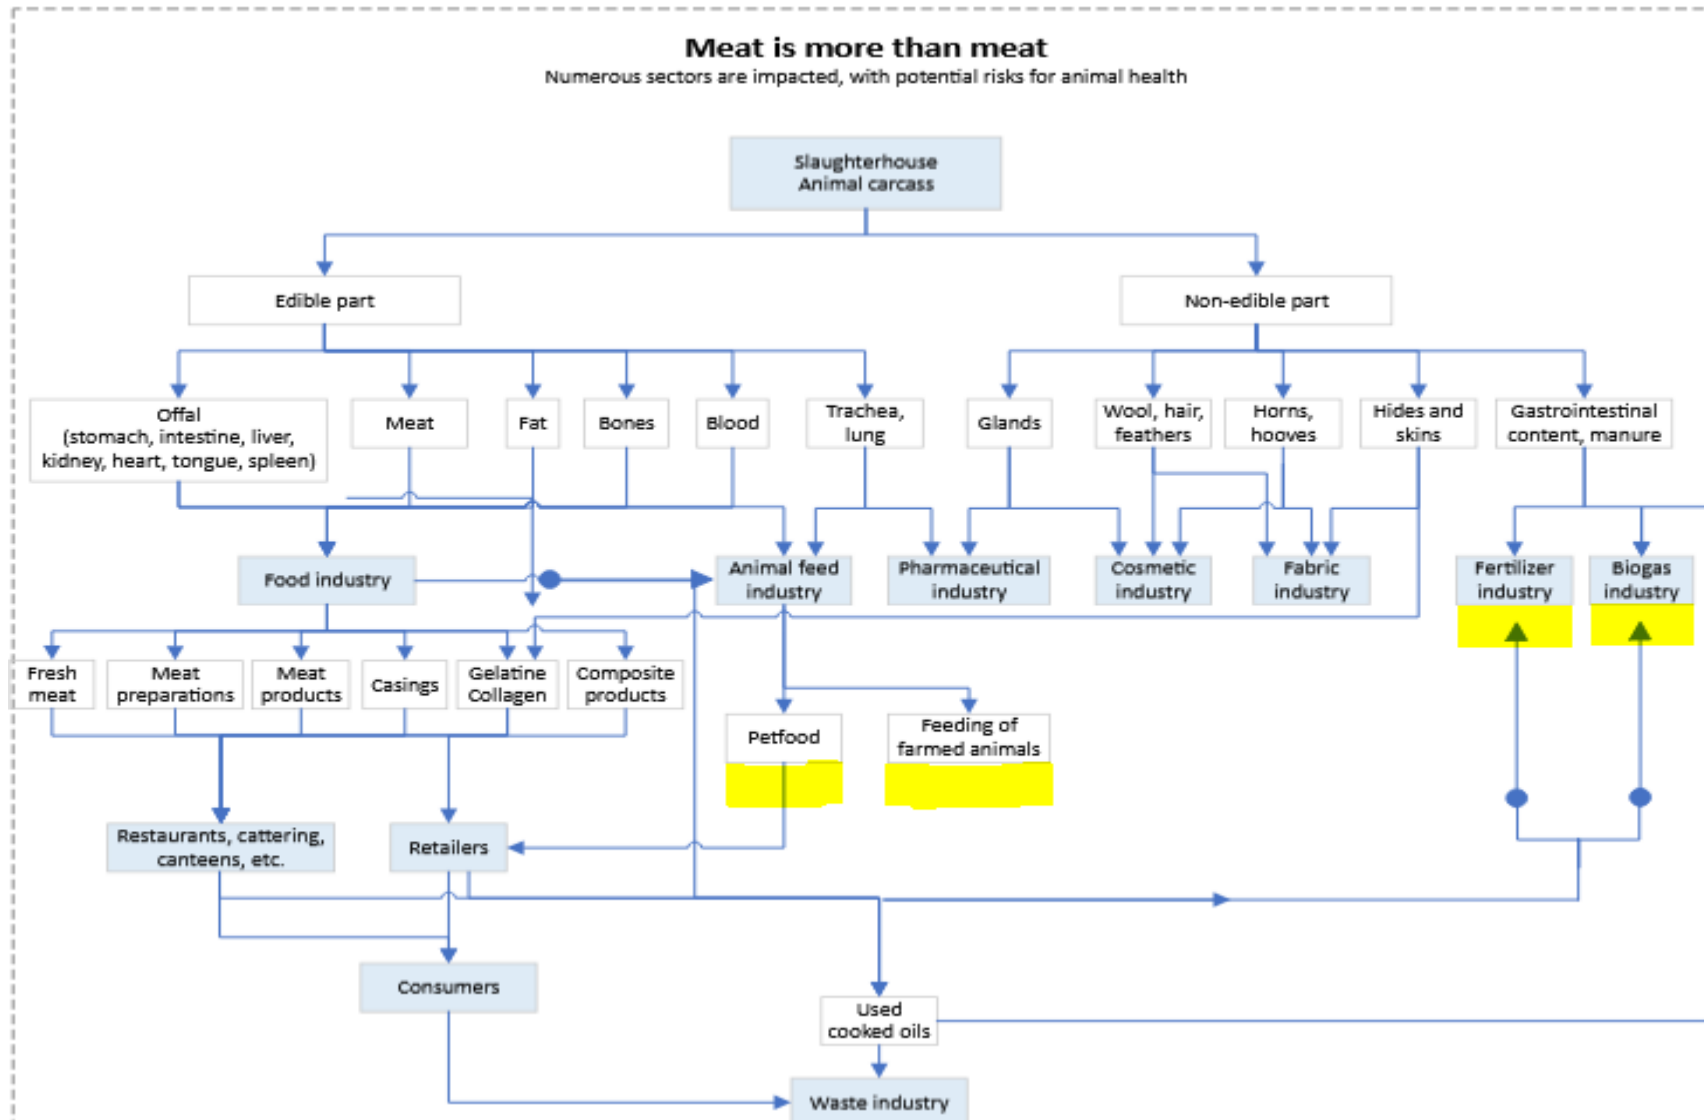 Meat is more than meat
Numerous sectors are impacted, with potential risks for animal health
Slaughterhouse
Animal carcass
Edible part
Non-edible part
Offal
(stomach, intestine, liver,
kidney, heart, tongue, spleen)
Meat
Fat
Bones
Blood
Trachea,
lung
Glands
Wool, hair,
feathers
Horns,
hooves
Hides and
skins
Gastrointestinal
content, manure
Food industry
Animal feed
industry
Pharmaceutical
industry
Cosmetic
industry
Fabric
industry
Fertilizer
industry
Biogas
industry
Fresh
meat
Meat
preparations
Meat
products
Casings
Gelatine
Collagen
Composite
products
Petfood
Feeding of
farmed animals
Restaurants, cattering,
canteens, etc.
Retailers
Consumers
Used
cooked oils
Waste industry